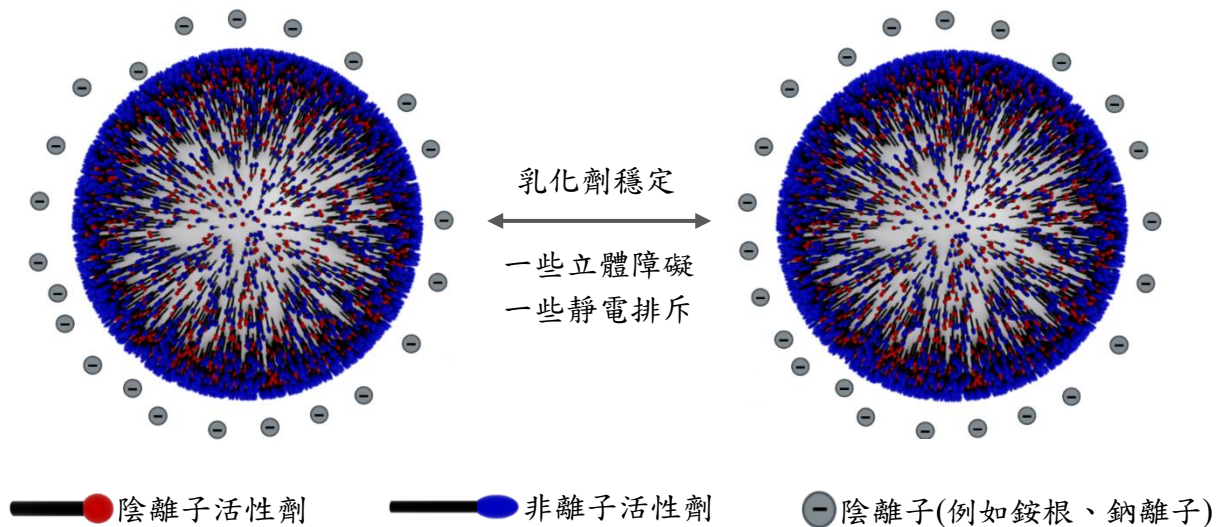 乳化劑穩定
一些立體障礙
一些靜電排斥
陰離子活性劑
非離子活性劑
陰離子(例如銨根、鈉離子)